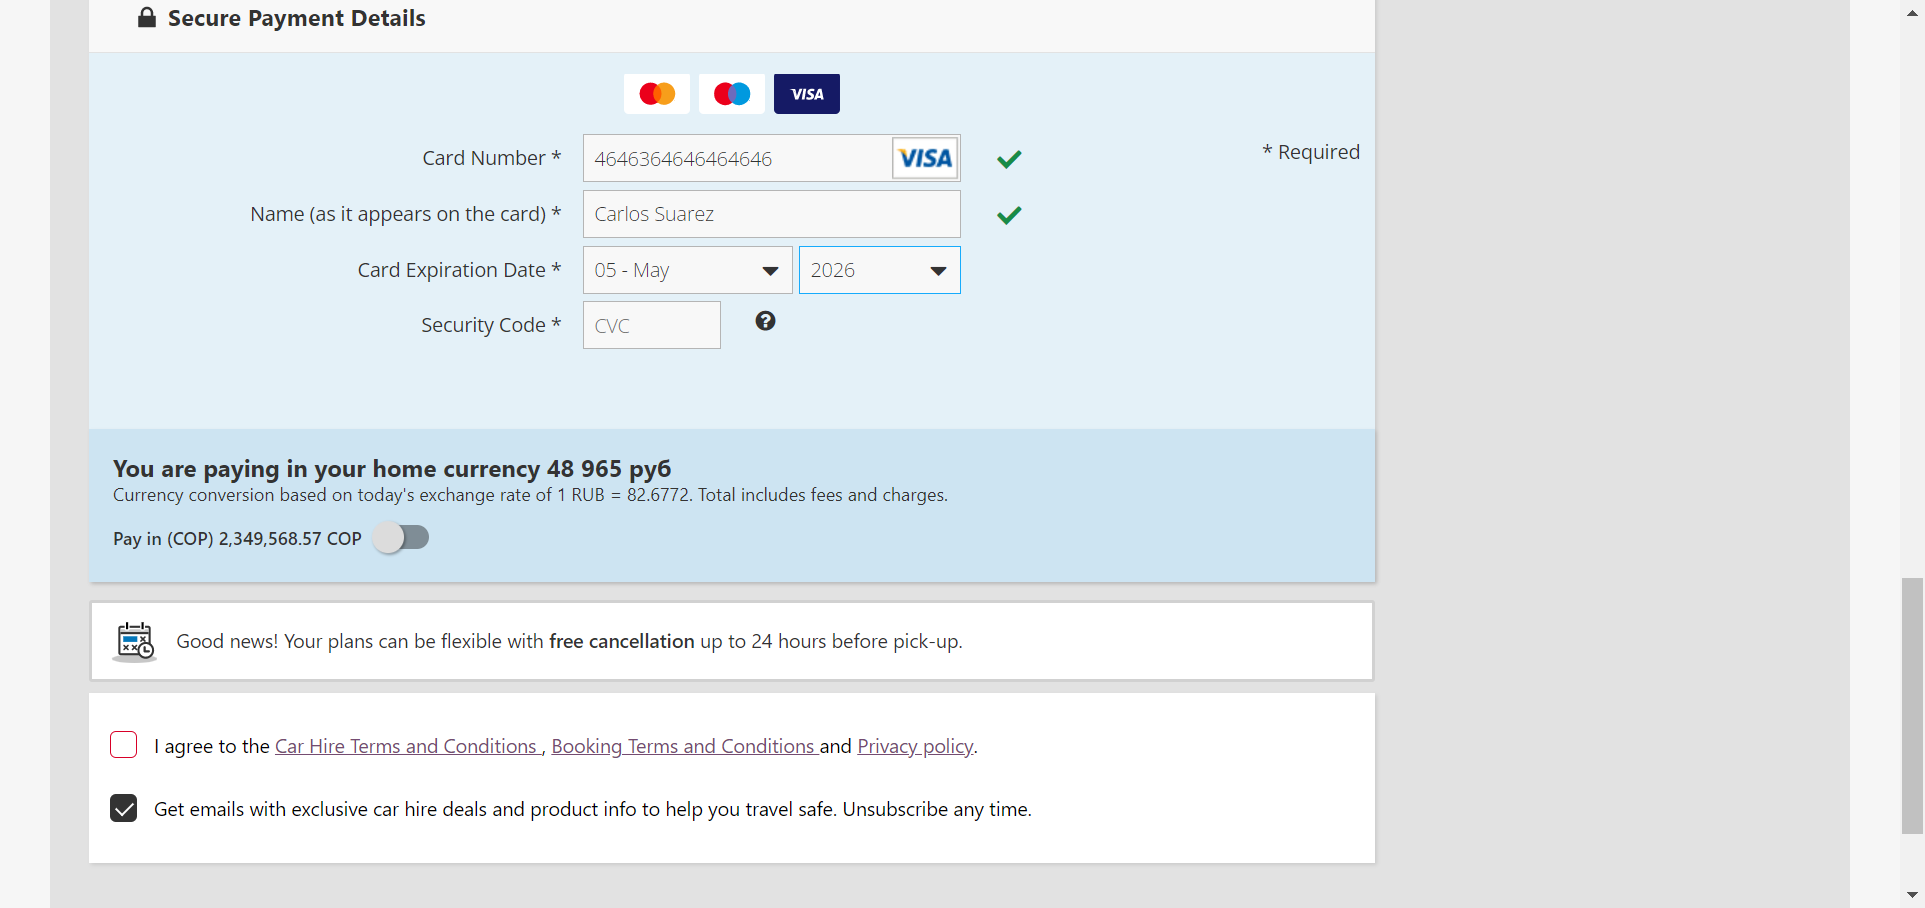 Secure Payment Details
VISA
Card Number *
4646364646464646
VISA
* Required
Name (as it appears on the card) *
Carlos Suarez
Card Expiration Date *
05 - May
2026
Security Code *
CVC
?
You are paying in your home currency 48 965 руб
Currency conversion based on today's exchange rate of 1 RUB = 82.6772. Total includes fees and charges.
Pay in (COP) 2,349,568.57 COP
Good news! Your plans can be flexible with free cancellation up to 24 hours before pick-up.
I agree to the Car Hire Terms and Conditions , Booking Terms and Conditions and Privacy policy.
Get emails with exclusive car hire deals and product info to help you travel safe. Unsubscribe any time.